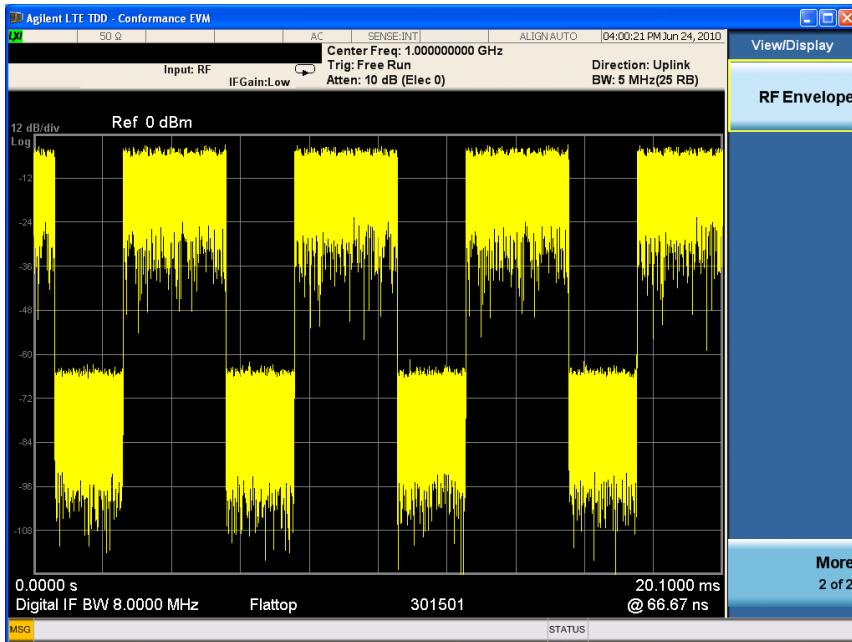 Agilent LTE TDD - Conformance EVM
LXI 50 Ω AC SENSE:INT ALIGN AUTO 04:00:21 PM Jun 24, 2010
Center Freq: 1.000000000 GHz
Input: RF Trig: Free Run Direction: Uplink
IFGain:Low Atten: 10 dB (Elec 0) BW: 5 MHz(25 RB)
View/Display
RF Envelope
12 dB/div Ref 0 dBm
Log
-12
-24
-36
-48
-60
-72
-84
-96
-108
0.0000 s 20.1000 ms
Digital IF BW 8.0000 MHz Flattop 301501 @ 66.67 ns
More
2 of 2
MSG STATUS